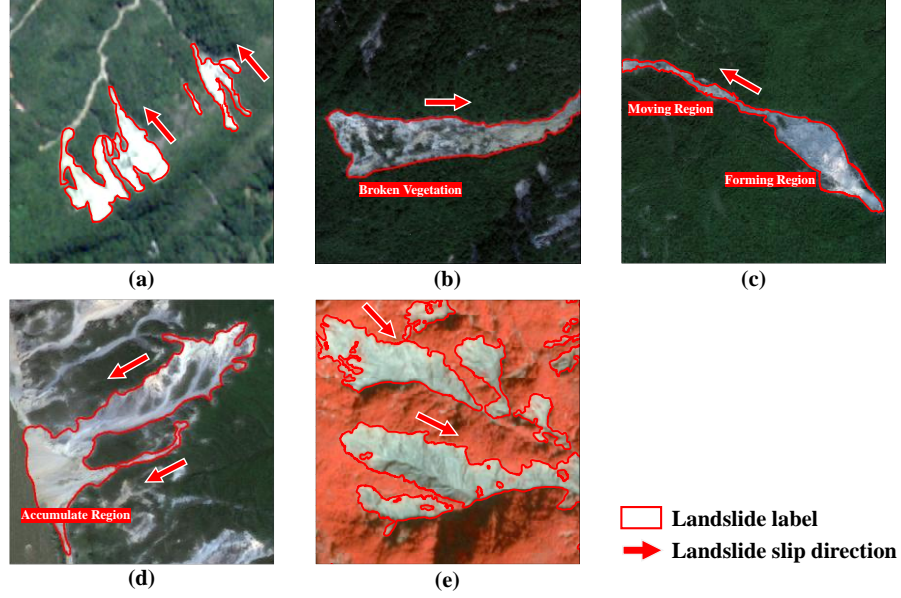 (a)
Broken Vegetation
(b)
Moving Region
Forming Region
(c)
Accumulate Region
(d)
(e)
Landslide label
Landslide slip direction